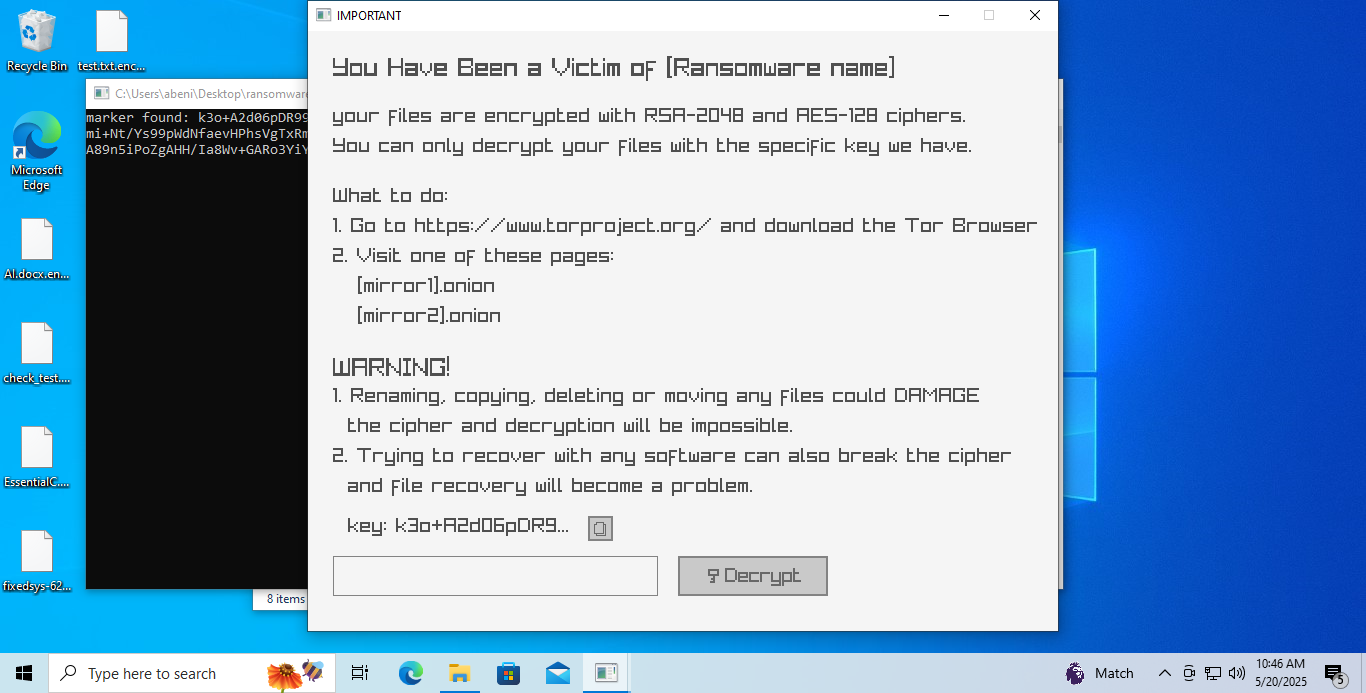 Recycle Bin
test.txt.enc...
Microsoft
Edge
AI.docx.en...
check_test....
EssentialC....
fixedsys-62...
C:\Users\abeni\Desktop\ransomware
marker found: k3o+A2d06pDR99
mi+Nt/Ys99pWdNfaevHPhsVgTxRm
A89n5iPoZgAHH/Ia8Wv+GARo3YiY
8 items
IMPORTANT
You Have Been a Victim of [Ransomware name]
your files are encrypted with RSA-2048 and AES-128 ciphers.
You can only decrypt your files with the specific key we have.
What to do:
1. Go to https://www.torproject.org/ and download the Tor Browser
2. Visit one of these pages:
[mirror1].onion
[mirror2].onion
WARNING!
1. Renaming, copying, deleting or moving any files could DAMAGE
the cipher and decryption will be impossible.
2. Trying to recover with any software can also break the cipher
and file recovery will become a problem.
key: k3o+A2d06pDR9...
Decrypt
Type here to search
Match
10:46 AM
5/20/2025
5